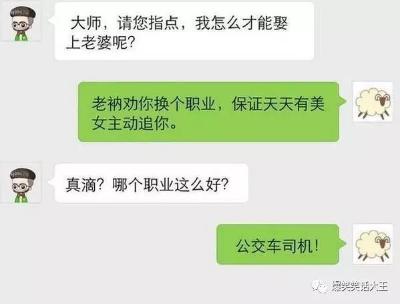 大师，请您指点，我怎么才能娶
上老婆呢？
老衲劝你换个职业，保证天天有美
女主动追你。
真滴？哪个职业这么好？
公交车司机！
爆笑笑话大王